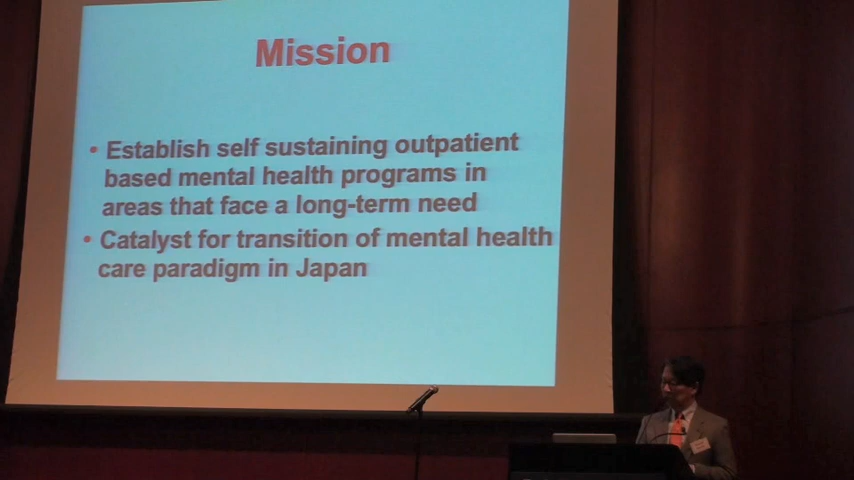 Mission
• Establish self sustaining outpatient
based mental health programs in
areas that face a long-term need
• Catalyst for transition of mental health
care paradigm in Japan